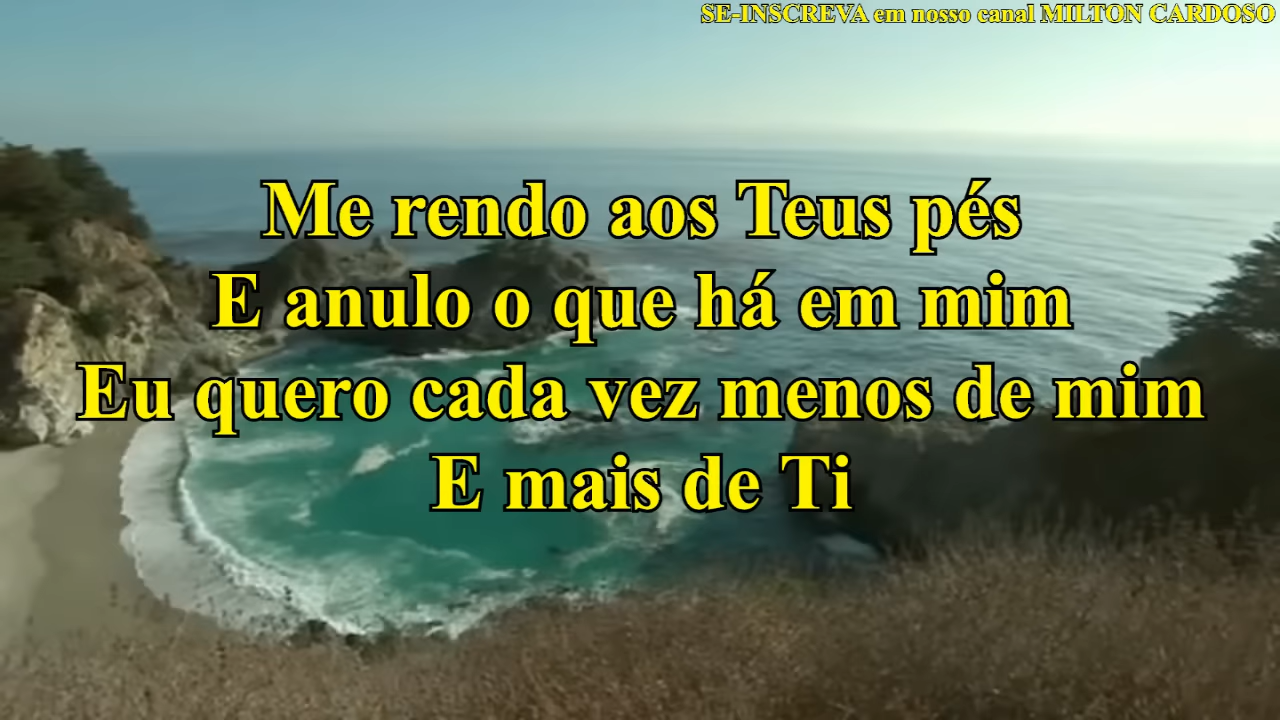 SE-INSCREVA em nosso canal MILTON CARDOSO
Me rendo aos Teus pés
E anulo o que há em mim
Eu quero cada vez menos de mim
E mais de Ti